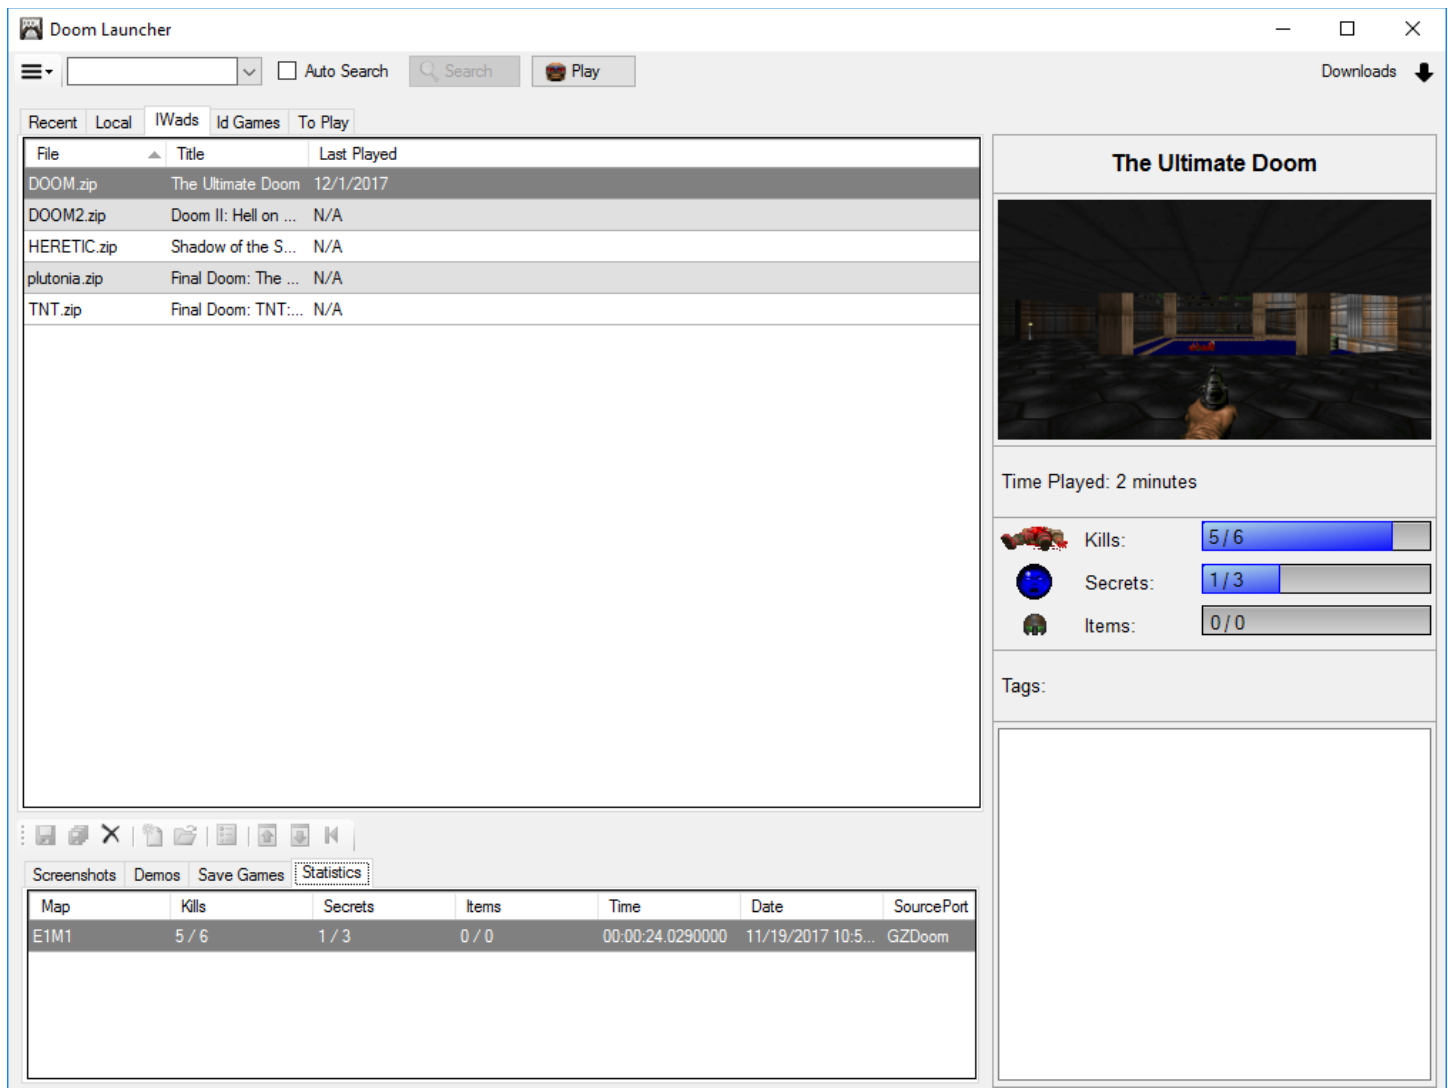 Doom Launcher
Auto Search Search Play Downloads
Recent Local IWads Id Games To Play
File Title Last Played
DOOM.zip The Ultimate Doom 12/1/2017
DOOM2.zip Doom II: Hell on ... N/A
HERETIC.zip Shadow of the S... N/A
plutonia.zip Final Doom: The ... N/A
TNT.zip Final Doom: TNT:... N/A
The Ultimate Doom
Time Played: 2 minutes
Kills: 5 / 6
Secrets: 1 / 3
Items: 0 / 0
Tags:
Screenshots Demos Save Games Statistics
Map Kills Secrets Items Time Date SourcePort
E1M1 5 / 6 1 / 3 0 / 0 00:00:24.0290000 11/19/2017 10:5... GZDoom